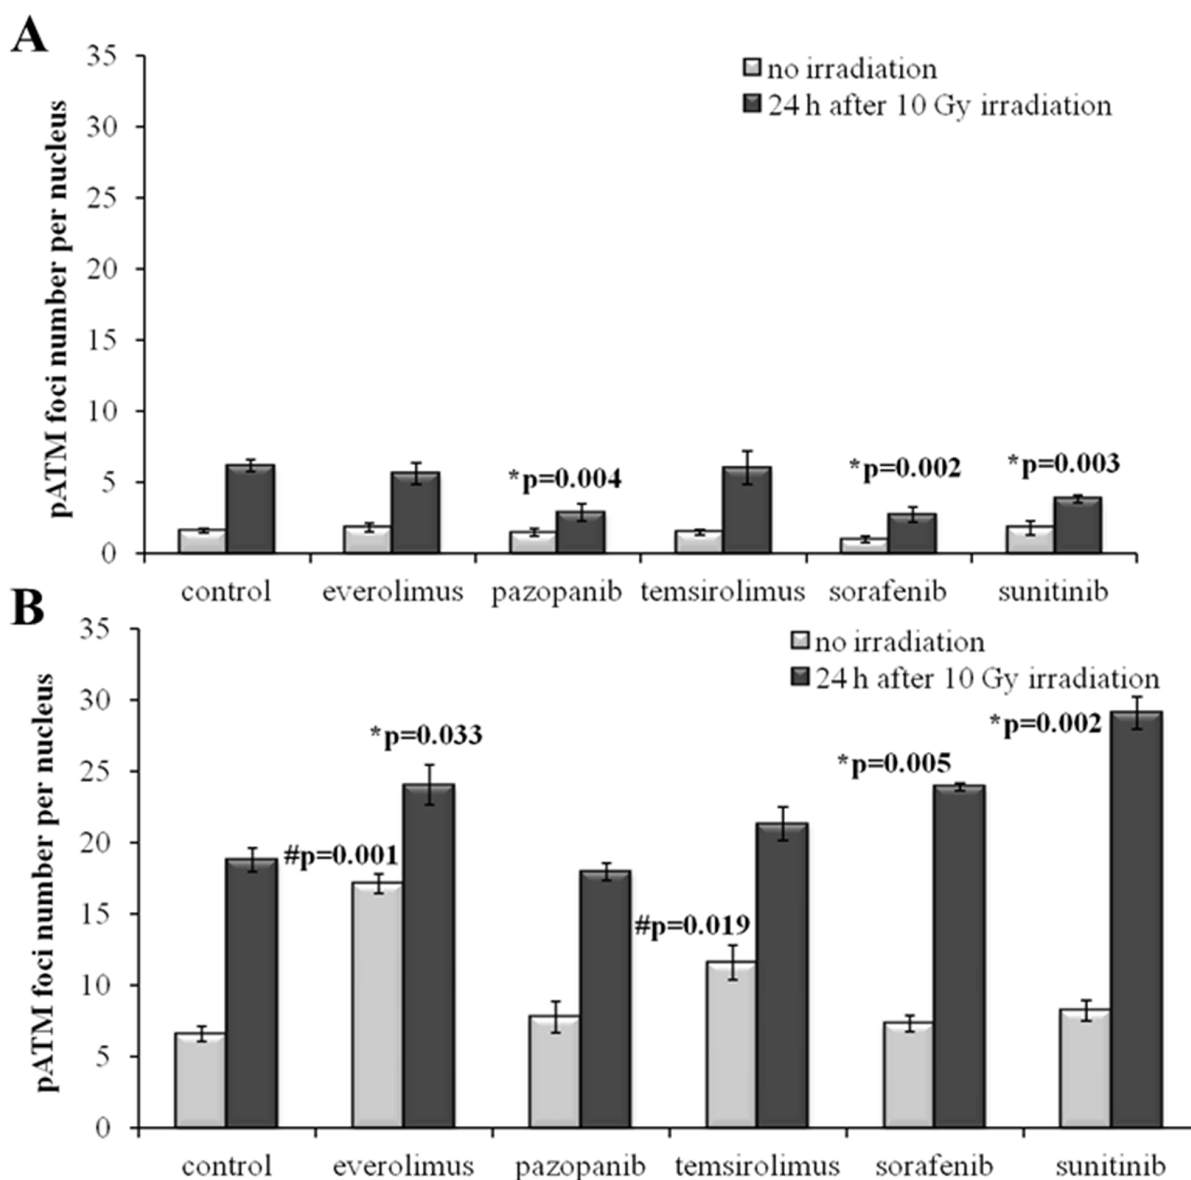 A
pATM foci number per nucleus
35
30
25
20
15
10
5
0
no irradiation
24 h after 10 Gy irradiation
*p=0.004
*p=0.002
*p=0.003
control everolimus pazopanib temsirolimus sorafenib sunitinib
B
pATM foci number per nucleus
35
30
25
20
15
10
5
0
no irradiation
24 h after 10 Gy irradiation
#p=0.001
*p=0.033
#p=0.019
*p=0.005
*p=0.002
control everolimus pazopanib temsirolimus sorafenib sunitinib